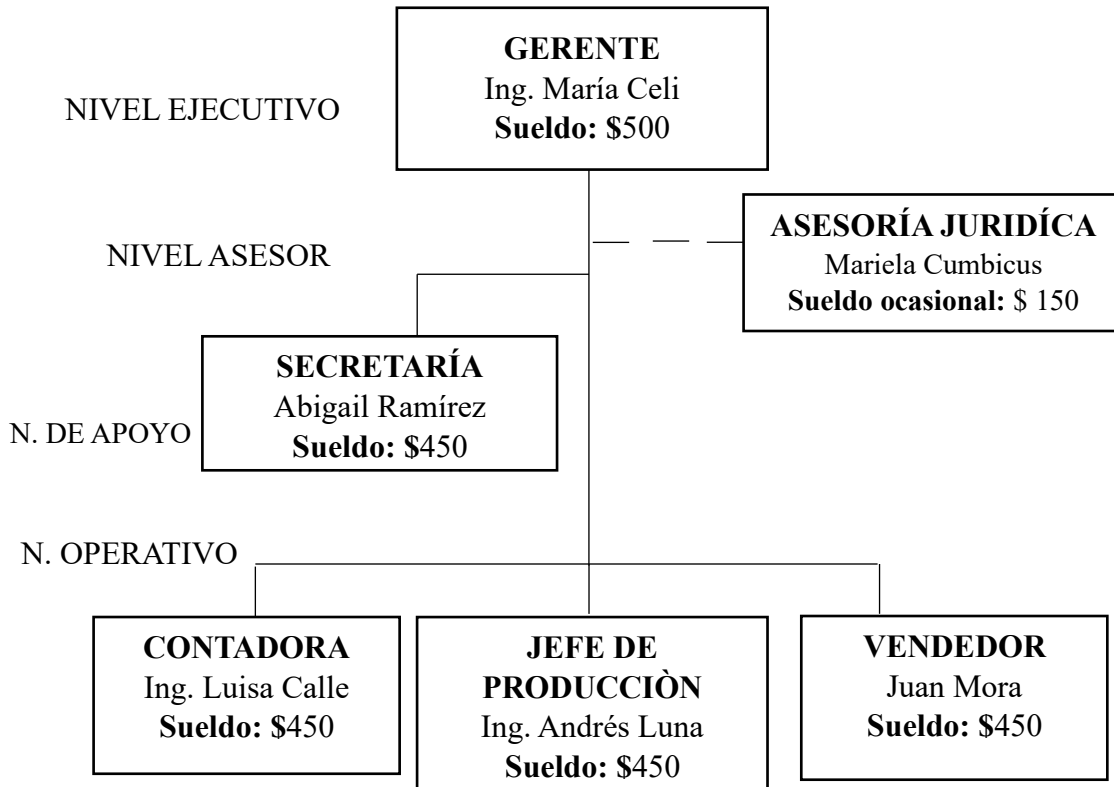 GERENTE
Ing. María Celi
Sueldo: $500
NIVEL EJECUTIVO
ASESORÍA JURIDÍCA
Mariela Cumbicus
Sueldo ocasional: $ 150
NIVEL ASESOR
SECRETARÍA
Abigail Ramírez
Sueldo: $450
N. DE APOYO
N. OPERATIVO
CONTADORA
Ing. Luisa Calle
Sueldo: $450
JEFE DE
PRODUCCIÒN
Ing. Andrés Luna
Sueldo: $450
VENDEDOR
Juan Mora
Sueldo: $450